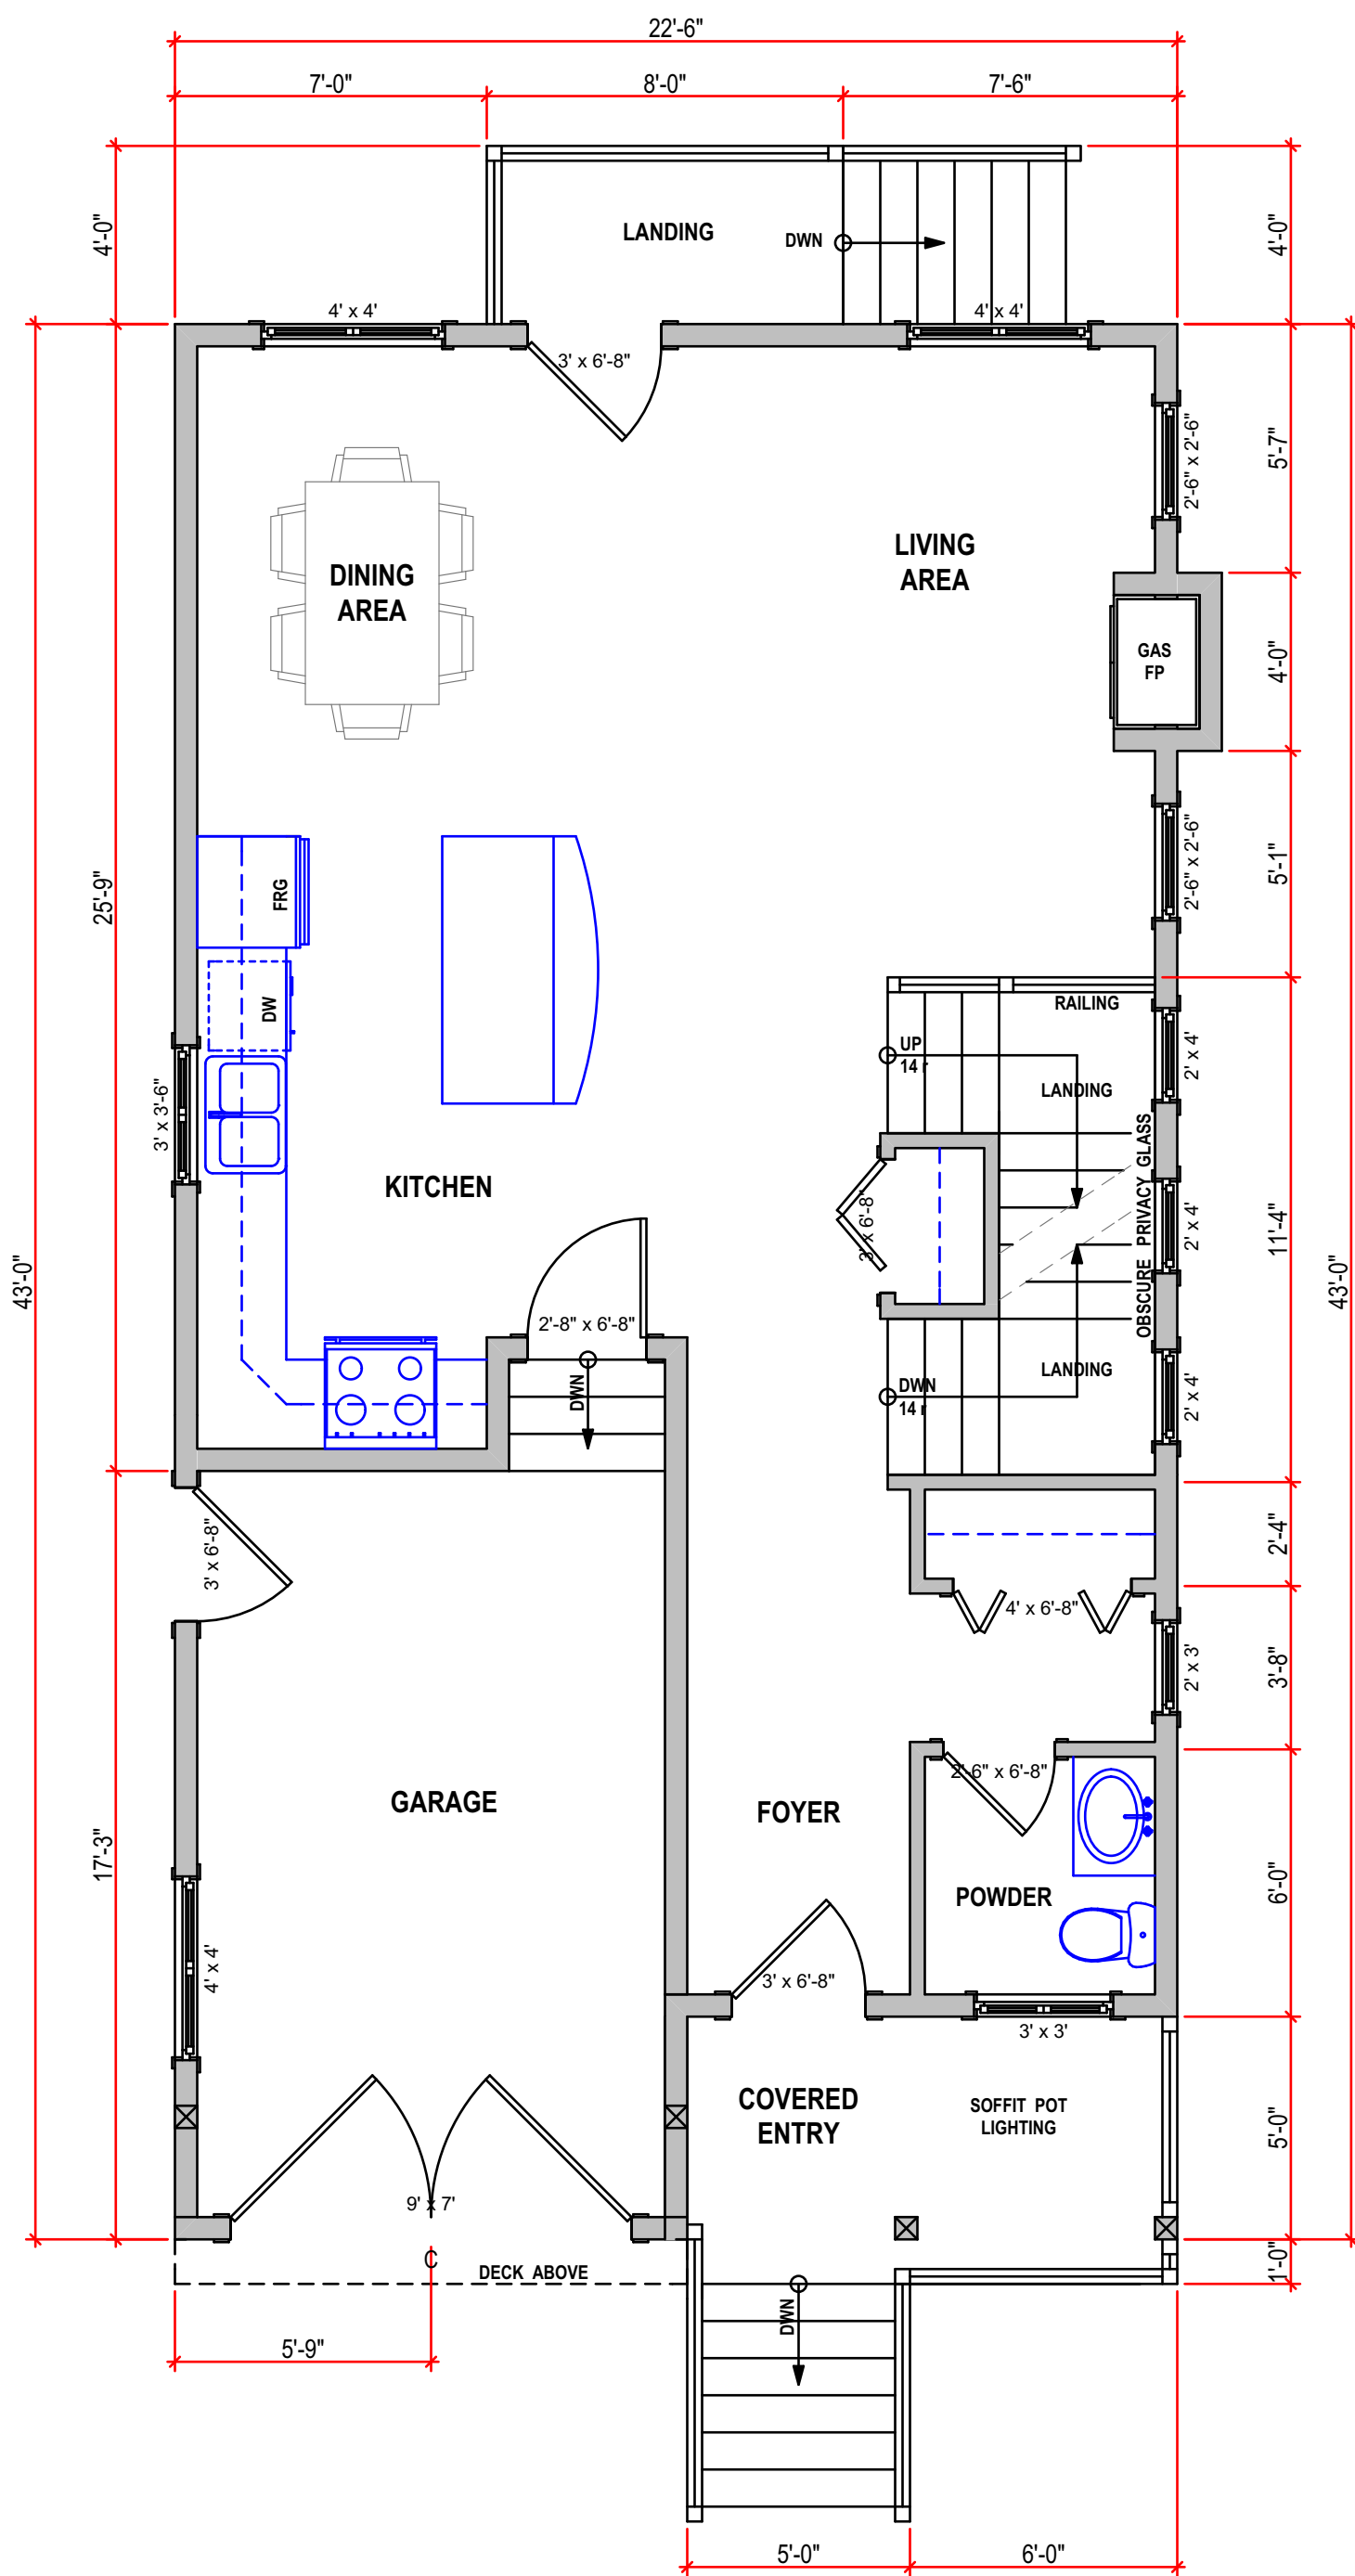 22'-6"
7'-0"
8'-0"
7'-6"
4'-0"
LANDING
DWN
4'-0"
4' x 4'
4' x 4'
3' x 6'-8"
2'-6" x 2'-6"
5'-7"
DINING
AREA
LIVING
AREA
GAS
FP
4'-0"
25'-9"
FRG
2'-6" x 2'-6"
5'-1"
DW
RAILING
UP
14 r
LANDING
2' x 4'
3' x 3'-6"
KITCHEN
3' x 6'-8"
OBSCURE PRIVACY GLASS
2' x 4'
11'-4"
43'-0"
43'-0"
2'-8" x 6'-8"
DWN
DWN
14 r
LANDING
2' x 4'
3' x 6'-8"
2'-4"
4' x 6'-8"
2' x 3'
3'-8"
2'-6" x 6'-8"
GARAGE
FOYER
17'-3"
POWDER
6'-0"
4' x 4'
3' x 6'-8"
3' x 3'
COVERED
ENTRY
SOFFIT POT
LIGHTING
5'-0"
9' x 7'
C
DECK ABOVE
1'-0"
DWN
5'-9"
5'-0"
6'-0"